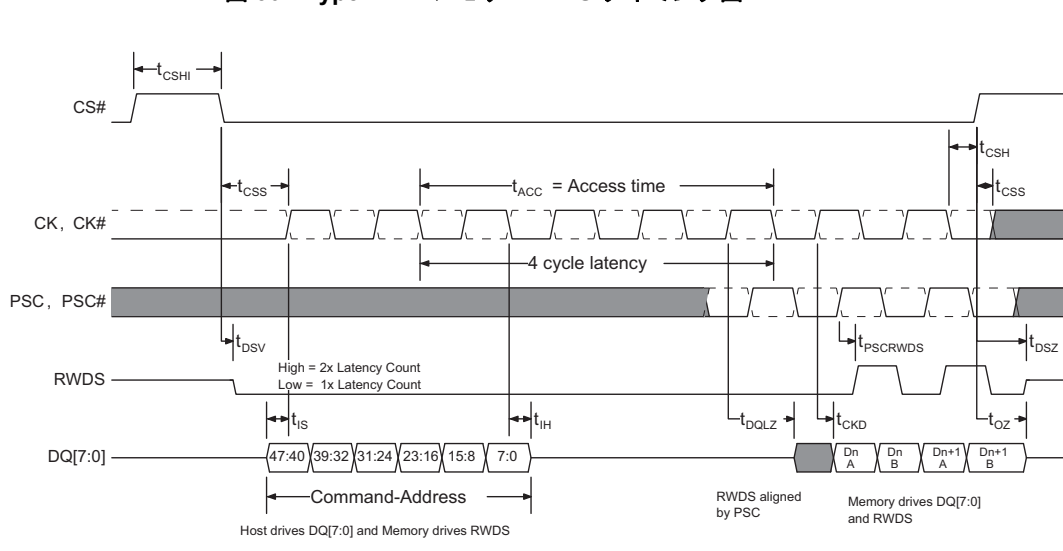 tCSHI
CS#
tCSH
tCSS
tACC = Access time
tCSS
CK, CK#
4 cycle latency
PSC, PSC#
tDSV
tPSCRWDS
tDSZ
High = 2x Latency Count
RWDS
Low = 1x Latency Count
tIS
tIH
tDQLZ
tCKD
tOZ
DQ[7:0]
47:40 39:32 31:24 23:16 15:8 7:0
Dn A
Dn B
Dn+1 A
Dn+1 B
Command-Address
RWDS aligned
by PSC
Memory drives DQ[7:0]
and RWDS
Host drives DQ[7:0] and Memory drives RWDS